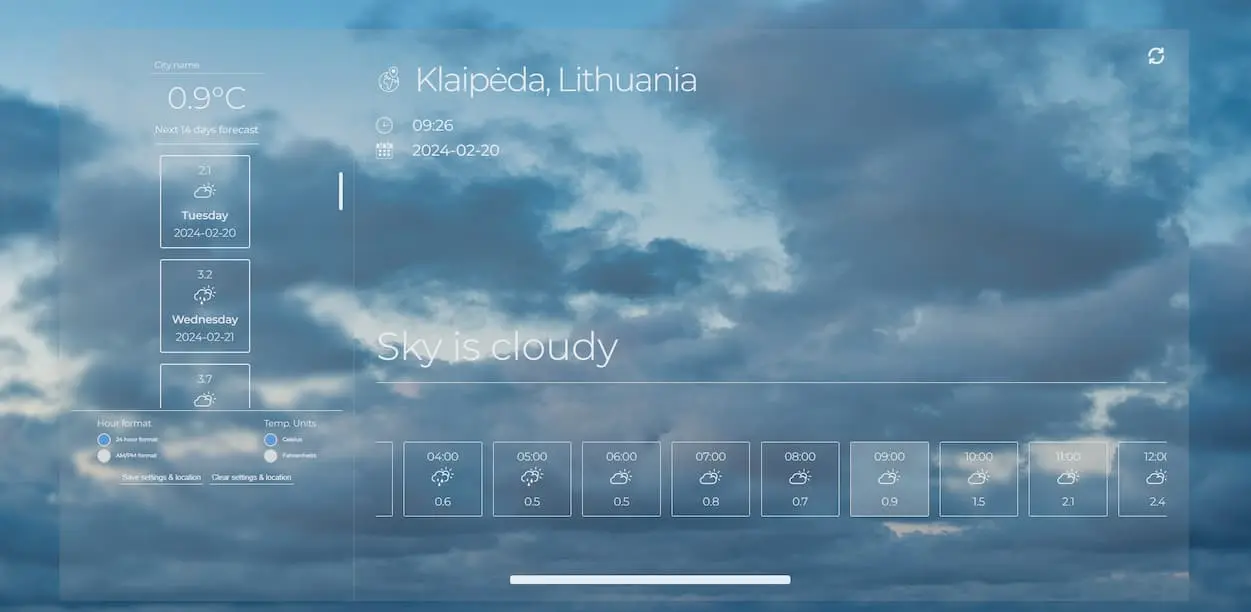 City name
0.9°C
Next 14 days forecast
2.1
Tuesday
2024-02-20
3.2
Wednesday
2024-02-21
3.7
Hour format
24 hour format
AM/PM format
Temp. Units
Celsius
Fahrenheit
Save settings & location
Clear settings & location
Klaipėda, Lithuania
09:26
2024-02-20
Sky is cloudy
04:00
0.6
05:00
0.5
06:00
0.5
07:00
0.8
08:00
0.7
09:00
0.9
10:00
1.5
11:00
2.1
12:00
2.4